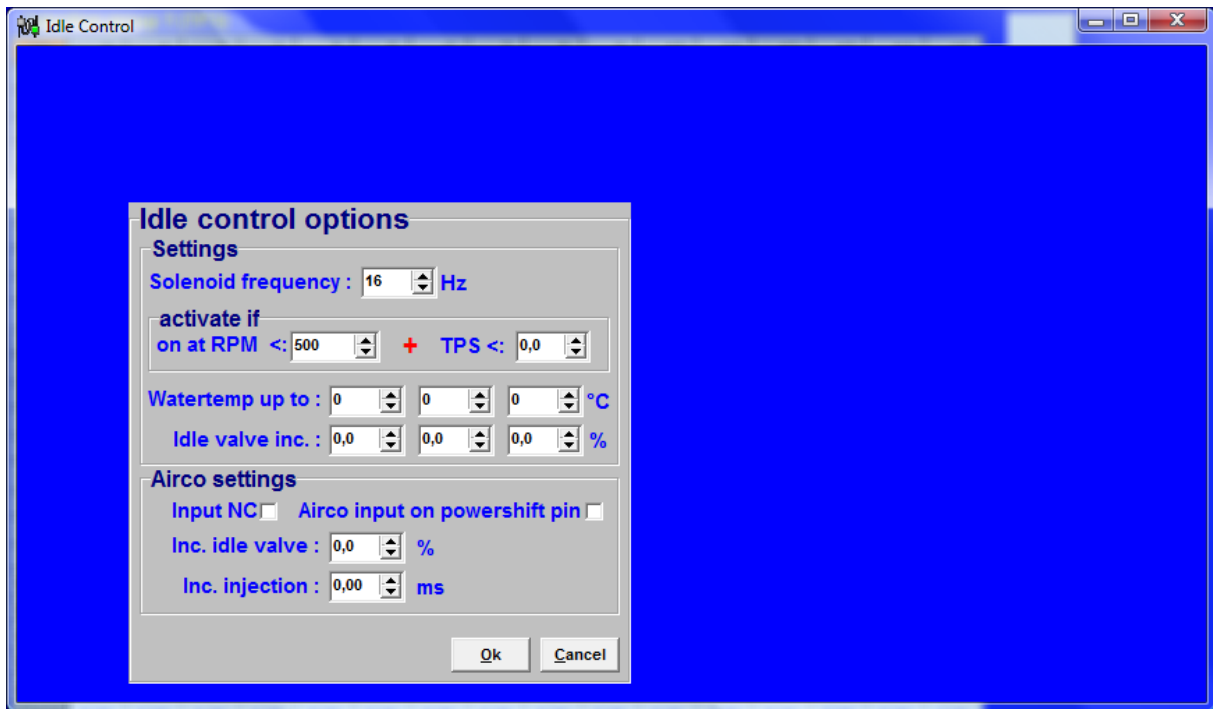 Idle Control
Idle control options
Settings
Solenoid frequency : 16 Hz
activate if
on at RPM <: 500 + TPS <: 0,0
Watertemp up to : 0 0 0 °C
Idle valve inc. : 0,0 0,0 0,0 %
Airco settings
Input NC Airco input on powershift pin
Inc. idle valve : 0,0 %
Inc. injection : 0,00 ms
Ok Cancel